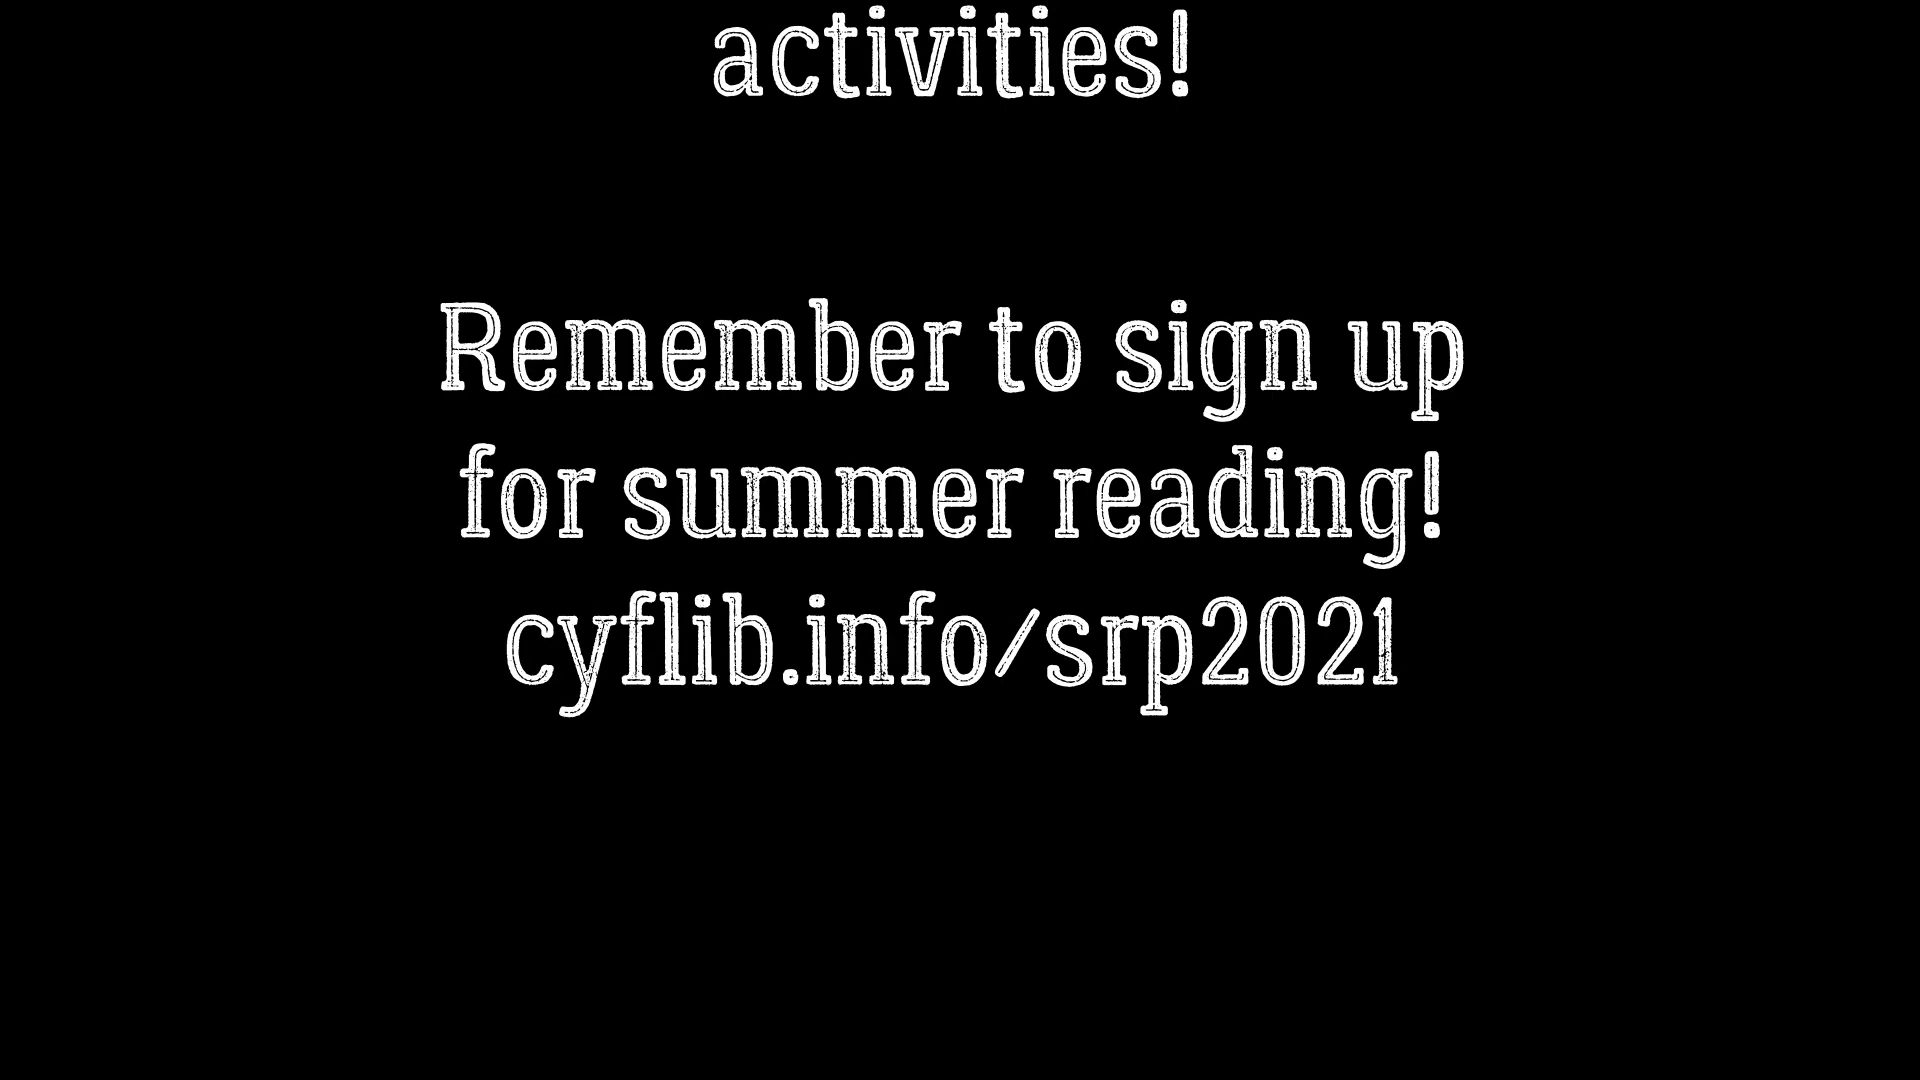 activities!
Remember to sign up
for summer reading!
cyflib.info/srp2021